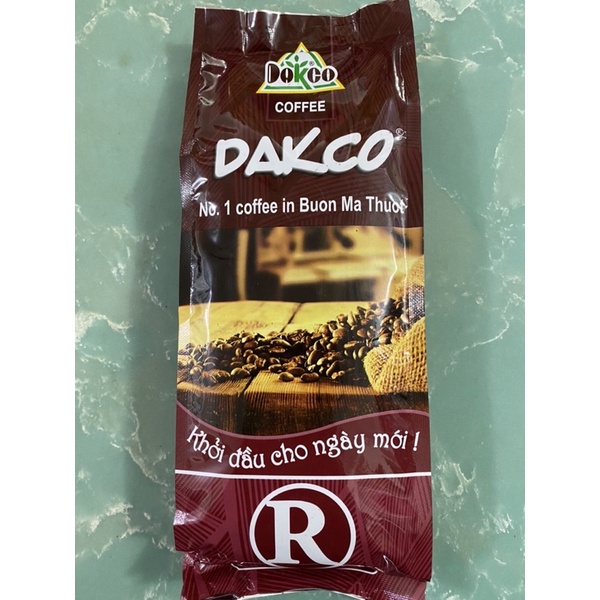 DakCo
COFFEE
DAKCO
No. 1 coffee in Buon Ma Thuot
Khởi đầu cho ngày mới !
R